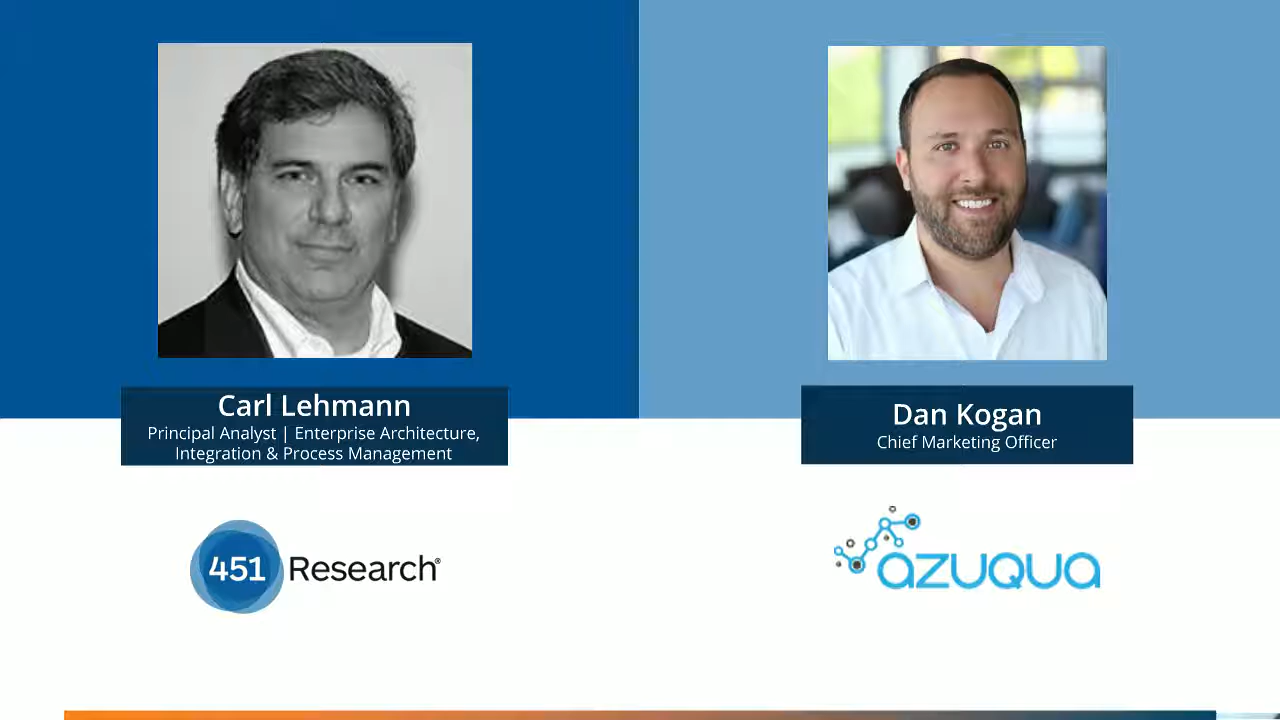 Carl Lehmann
Principal Analyst | Enterprise Architecture,
Integration & Process Management
Dan Kogan
Chief Marketing Officer
451 Research®
azuqua